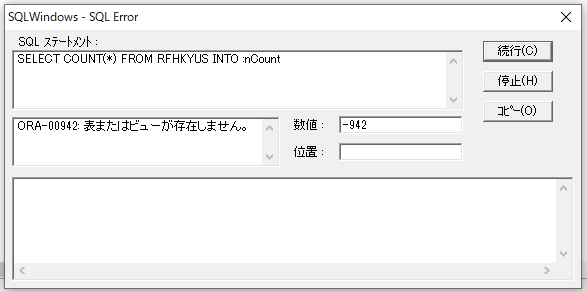 SQLWindows - SQL Error
SQL ステートメント :
SELECT COUNT(*) FROM RFHKYUS INTO :nCount
続行(C)
停止(H)
ｺﾋﾟｰ(O)
ORA-00942: 表またはビューが存在しません。
数値 :
-942
位置 :